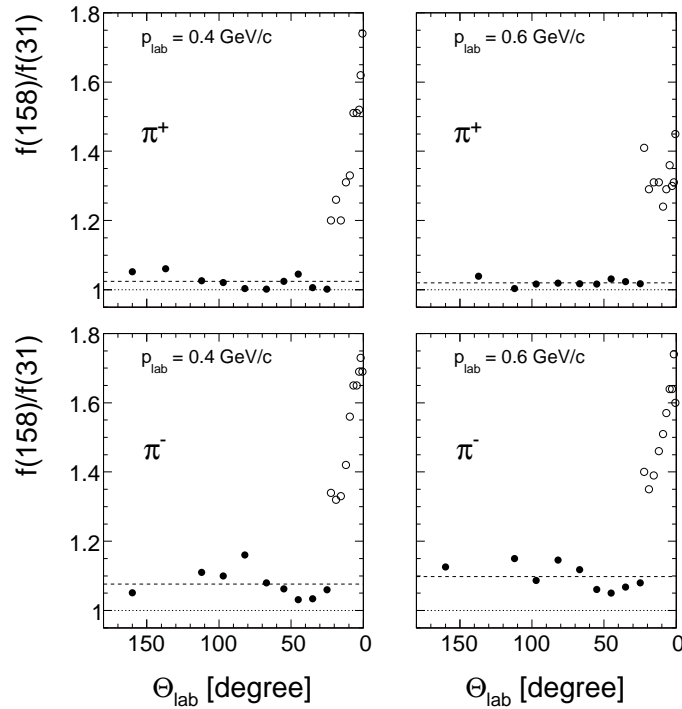 f(158)/f(31)
1.8
1.6
1.4
1.2
1
p_lab = 0.4 GeV/c
π⁺
p_lab = 0.6 GeV/c
π⁺
f(158)/f(31)
1.8
1.6
1.4
1.2
1
p_lab = 0.4 GeV/c
π⁻
p_lab = 0.6 GeV/c
π⁻
150 100 50 0
150 100 50 0
Θ_lab [degree]
Θ_lab [degree]